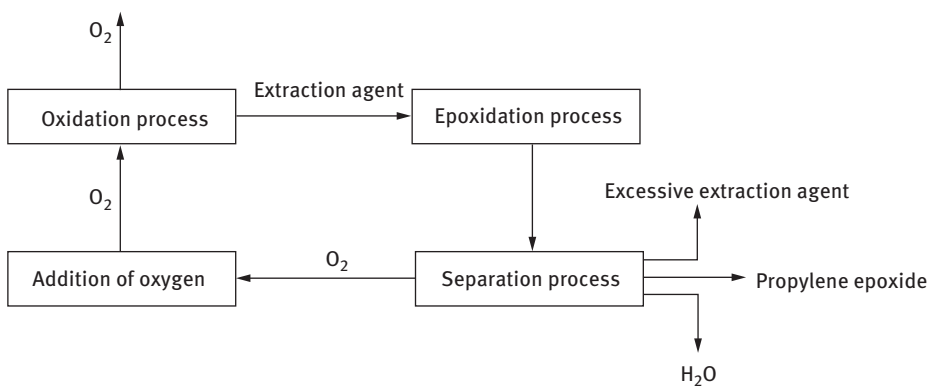 O₂
Extraction agent
Oxidation process
Epoxidation process
O₂
Excessive extraction agent
O₂
Addition of oxygen
Separation process
Propylene epoxide
H₂O